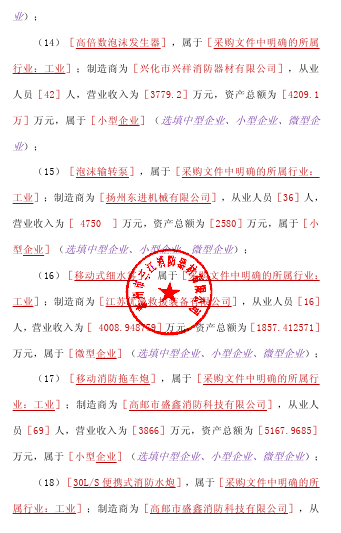 业）；
（14）［高倍数泡沫发生器］，属于［采购文件中明确的所属
行业：工业］；制造商为［兴化市兴祥消防器材有限公司］，从业
人员［42］人，营业收入为［3779.2］万元，资产总额为［4209.1
万］万元，属于［小型企业］（选填中型企业、小型企业、微型企
业）；
（15）［泡沫输转泵］，属于［采购文件中明确的所属行业：
工业］；制造商为［扬州东进机械有限公司］，从业人员［36］人，
营业收入为［ 4750 ］万元，资产总额为［2580］万元，属于［小
型企业］（选填中型企业、小型企业、微型企业）；
（16）［移动式细水雾 ，属于［采购文件中明确的所属行业：
工业］；制造商为［江苏 救援装备有限公司］，从业人员［16］
人，营业收入为［ 4008.948759］万元，资产总额为［1857.412571］
万元，属于［微型企业］（选填中型企业、小型企业、微型企业）；
（17）［移动消防拖车炮］，属于［采购文件中明确的所属行
业：工业］；制造商为［高邮市盛鑫消防科技有限公司］，从业人
员［69］人，营业收入为［3866］万元，资产总额为［5167.9685］
万元，属于［小型企业］（选填中型企业、小型企业、微型企业）；
（18）［30L/S 便携式消防水炮］，属于［采购文件中明确的所
属行业：工业］；制造商为［高邮市盛鑫消防科技有限公司］，从